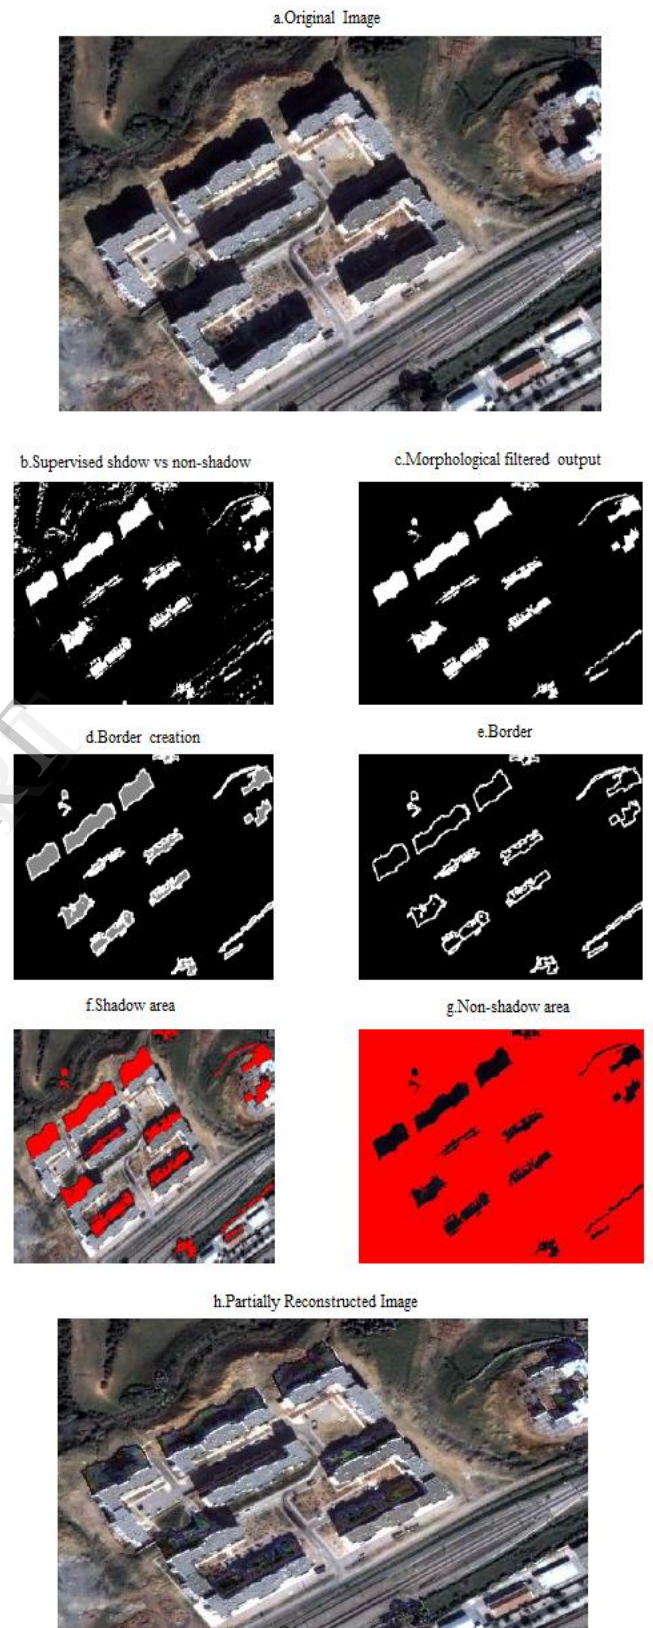 a.Original Image
b.Supervised shdow vs non-shadow
c.Morphological filtered output
d.Border creation
e.Border
f.Shadow area
g.Non-shadow area
h.Partially Reconstructed Image